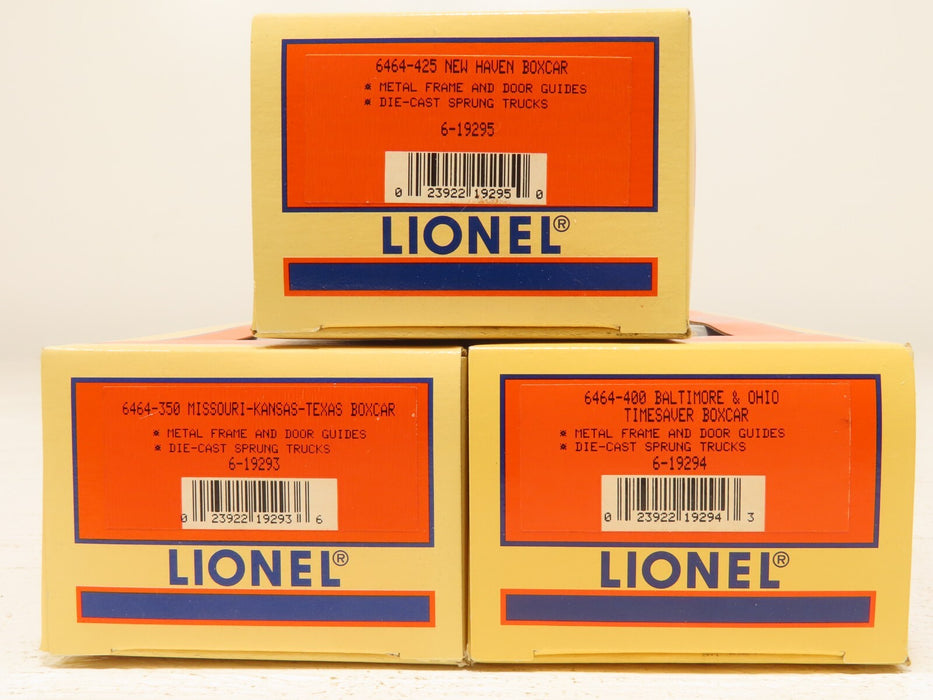 6464-425 NEW HAVEN BOXCAR
* METAL FRAME AND DOOR GUIDES
* DIE-CAST SPRUNG TRUCKS
6-19295
0 23922 19295 0
LIONEL®
6464-350 MISSOURI-KANSAS-TEXAS BOXCAR
* METAL FRAME AND DOOR GUIDES
* DIE-CAST SPRUNG TRUCKS
6-19293
0 23922 19293 6
LIONEL®
6464-400 BALTIMORE & OHIO
TIMESAVER BOXCAR
* METAL FRAME AND DOOR GUIDES
* DIE-CAST SPRUNG TRUCKS
6-19294
0 23922 19294 3
LIONEL®